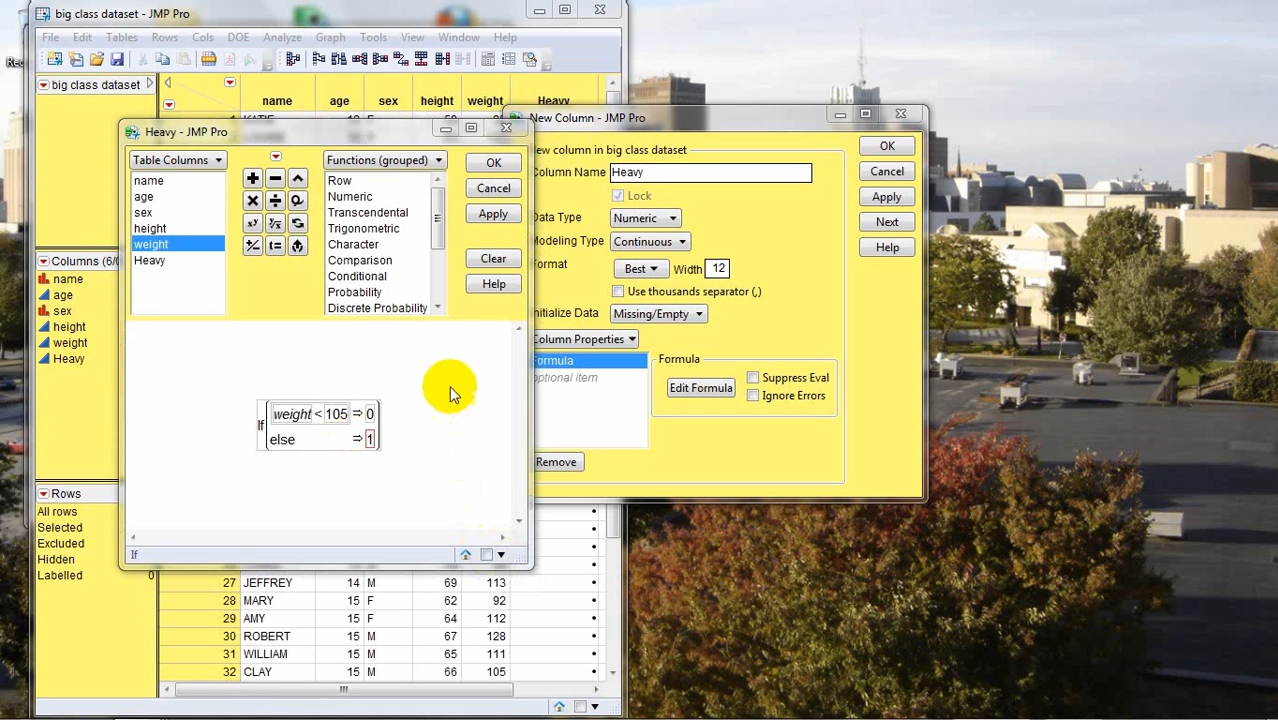 big class dataset - JMP Pro
File Edit Tables Rows Cols DOE Analyze Graph Tools View Window Help
big class dataset
name age sex height weight Heavy
Columns (6/0
name
age
sex
height
weight
Heavy
Rows
All rows
Selected
Excluded
Hidden
Labelled 0
27 JEFFREY 14 M 69 113 •
28 MARY 15 F 62 92 •
29 AMY 15 F 64 112 •
30 ROBERT 15 M 67 128 •
31 WILLIAM 15 M 65 111 •
32 CLAY 15 M 66 105 •
Heavy - JMP Pro
Table Columns
name
age
sex
height
weight
Heavy
Functions (grouped)
Row
Numeric
Transcendental
Trigonometric
Character
Comparison
Conditional
Probability
Discrete Probability
OK
Cancel
Apply
Clear
Help
If weight < 105 ⇒ 0
else ⇒ 1
If
New Column - JMP Pro
New column in big class dataset
Column Name Heavy
Lock
Data Type Numeric
Modeling Type Continuous
Format Best Width 12
Use thousands separator (,)
Initialize Data Missing/Empty
Column Properties
Formula
optional item
Remove
Formula
Edit Formula
Suppress Eval
Ignore Errors
OK
Cancel
Apply
Next
Help